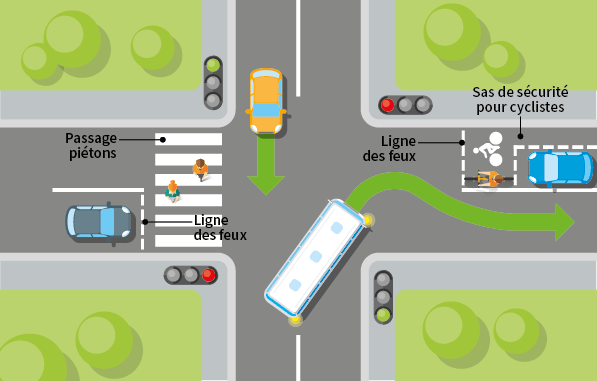 Sas de sécurité
pour cyclistes
Passage
piétons
Ligne
des feux
Ligne
des feux